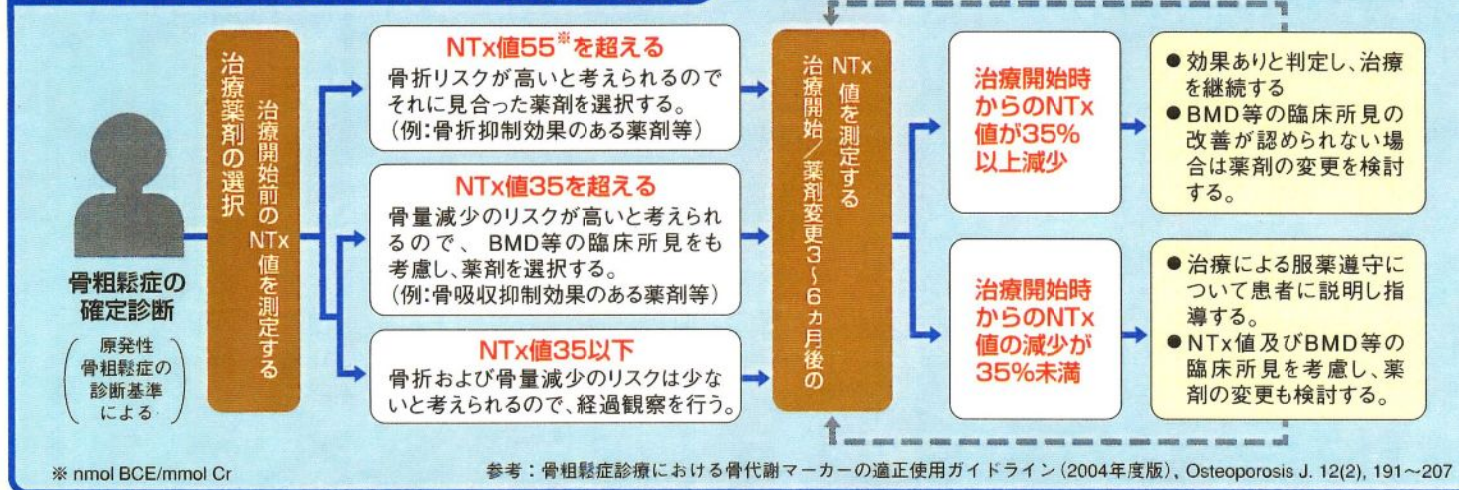 骨粗鬆症の
確定診断
原発性
骨粗鬆症の
診断基準
による
治療薬剤の選択
治療開始前のNTx値を測定する
NTx値55※を超える
骨折リスクが高いと考えられるので
それに見合った薬剤を選択する。
（例：骨折抑制効果のある薬剤等）
NTx値35を超える
骨量減少のリスクが高いと考えられ
るので、BMD等の臨床所見をも
考慮し、薬剤を選択する。
（例：骨吸収抑制効果のある薬剤等）
NTx値35以下
骨折および骨量減少のリスクは少な
いと考えられるので、経過観察を行う。
治療開始／薬剤変更3～6ヵ月後の
NTx値を測定する
治療開始時
からのNTx
値が35%
以上減少
●効果ありと判定し、治療
を継続する
●BMD等の臨床所見の
改善が認められない場
合は薬剤の変更を検討
する。
治療開始時
からのNTx
値の減少が
35%未満
●治療による服薬遵守に
ついて患者に説明し指
導する。
●NTx値及びBMD等の
臨床所見を考慮し、薬
剤の変更も検討する。
※ nmol BCE/mmol Cr
参考：骨粗鬆症診療における骨代謝マーカーの適正使用ガイドライン（2004年度版）, Osteoporosis J. 12(2), 191～207